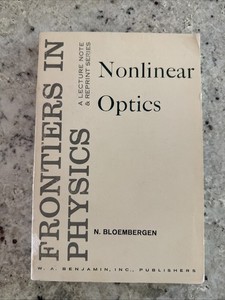 FRONTIERS IN
PHYSICS
A LECTURE NOTE
& REPRINT SERIES
Nonlinear
Optics
N. BLOEMBERGEN
W. A. BENJAMIN, INC., PUBLISHERS